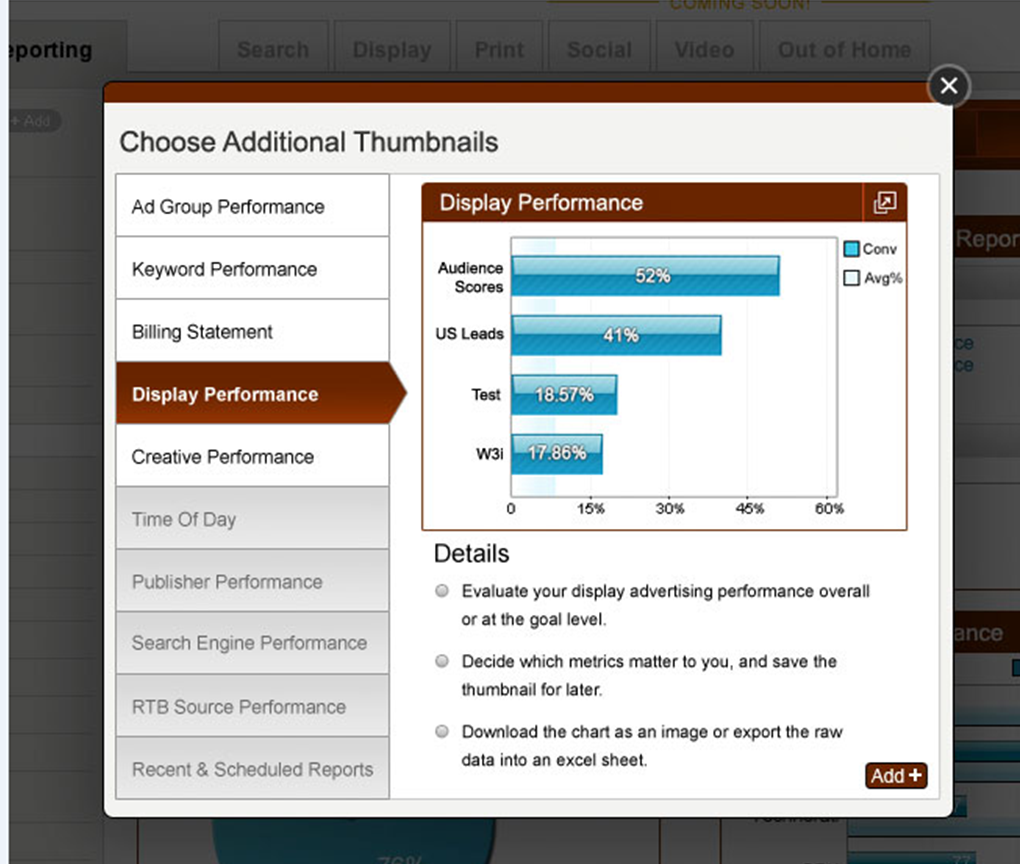 COMING SOON!
eporting
Search
Display
Print
Social
Video
Out of Home
+ Add
Choose Additional Thumbnails
Ad Group Performance
Keyword Performance
Billing Statement
Display Performance
Creative Performance
Time Of Day
Publisher Performance
Search Engine Performance
RTB Source Performance
Recent & Scheduled Reports
Display Performance
Conv
Avg%
Audience
Scores
52%
US Leads
41%
Test
18.57%
W3i
17.86%
0 15% 30% 45% 60%
Details
Evaluate your display advertising performance overall
or at the goal level.
Decide which metrics matter to you, and save the
thumbnail for later.
Download the chart as an image or export the raw
data into an excel sheet.
Add +
Repor
ce
ce
ance
76%
77